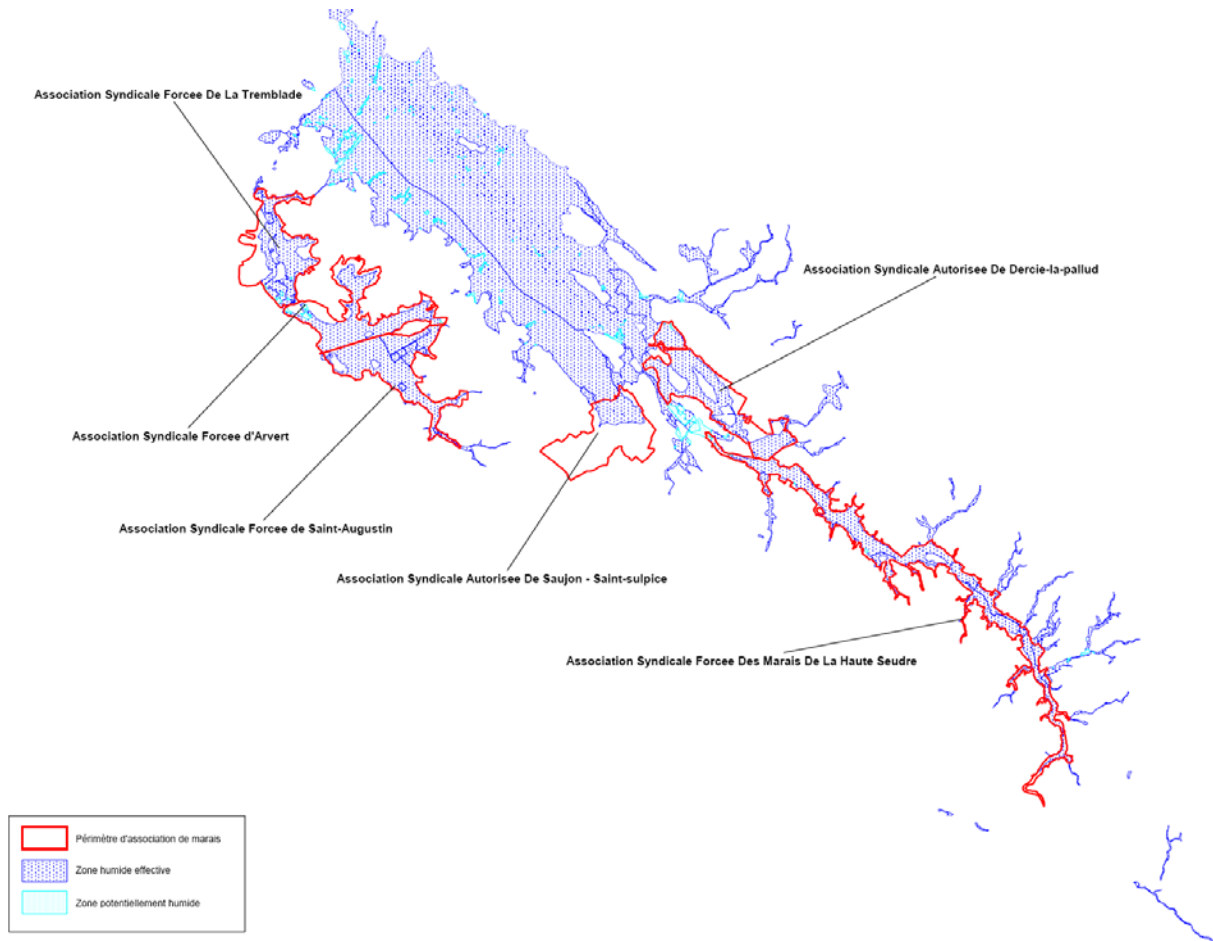 Association Syndicale Forcee De La Tremblade
Association Syndicale Autorisee De Dercie-la-pallud
Association Syndicale Forcee d'Arvert
Association Syndicale Forcee de Saint-Augustin
Association Syndicale Autorisee De Saujon - Saint-sulpice
Association Syndicale Forcee Des Marais De La Haute Seudre
Périmètre d'association de marais
Zone humide effective
Zone potentiellement humide